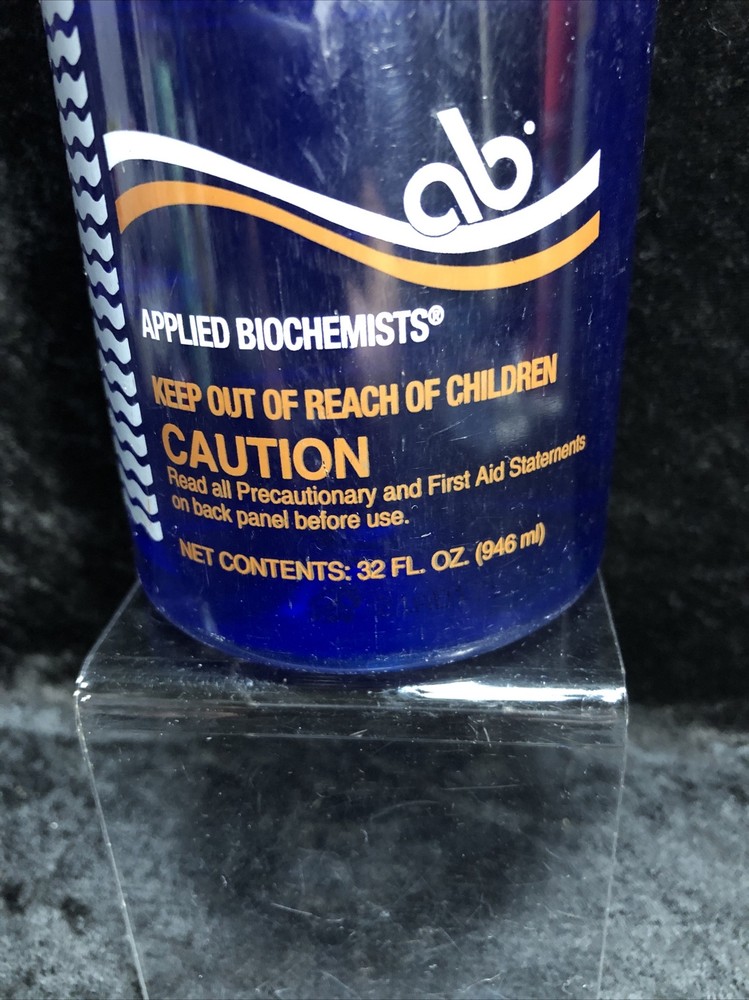 ab
APPLIED BIOCHEMISTS®
KEEP OUT OF REACH OF CHILDREN
CAUTION
Read all Precautionary and First Aid Statements
on back panel before use.
NET CONTENTS: 32 FL. OZ. (946 ml)